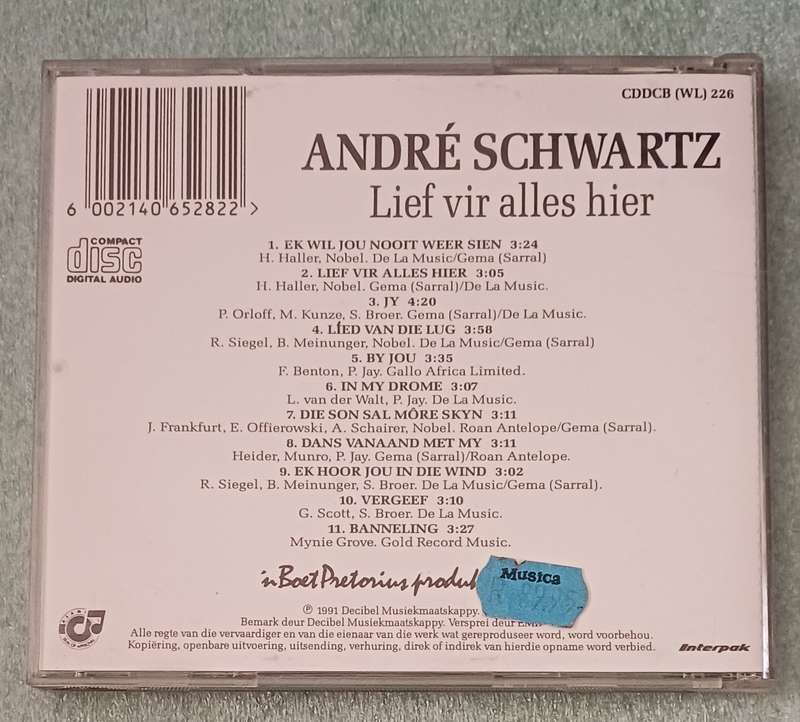 CDDCB (WL) 226
6 002140 652822 >
ANDRÉ SCHWARTZ
Lief vir alles hier
COMPACT
disc
DIGITAL AUDIO
1. EK WIL JOU NOOIT WEER SIEN 3:24
H. Haller, Nobel. De La Music/Gema (Sarral)
2. LIEF VIR ALLES HIER 3:05
H. Haller, Nobel. Gema (Sarral)/De La Music.
3. JY 4:20
P. Orloff, M. Kunze, S. Broer. Gema (Sarral)/De La Music.
4. LÍED VAN DIE LUG 3:58
R. Siegel, B. Meinunger, Nobel. De La Music/Gema (Sarral)
5. BY JOU 3:35
F. Benton, P. Jay. Gallo Africa Limited.
6. IN MY DROME 3:07
L. van der Walt, P. Jay. De La Music.
7. DIE SON SAL MÔRE SKYN 3:11
J. Frankfurt, E. Offierowski, A. Schairer, Nobel. Roan Antelope/Gema (Sarral).
8. DANS VANAAND MET MY 3:11
Heider, Munro, P. Jay. Gema (Sarral)/Roan Antelope.
9. EK HOOR JOU IN DIE WIND 3:02
R. Siegel, B. Meinunger, S. Broer. De La Music/Gema (Sarral).
10. VERGEEF 3:10
G. Scott, S. Broer. De La Music.
11. BANNELING 3:27
Mynie Grove. Gold Record Music.
'n Boet Pretorius produk
Musica
℗ 1991 Decibel Musiekmaatskappy.
Bemark deur Decibel Musiekmaatskappy. Versprei deur EMI
Alle regte van die vervaardiger en van die eienaar van die werk wat gereproduseer word, word voorbehou.
Kopiëring, openbare uitvoering, uitsending, verhuring, direk of indirek van hierdie opname word verbied.
Interpak